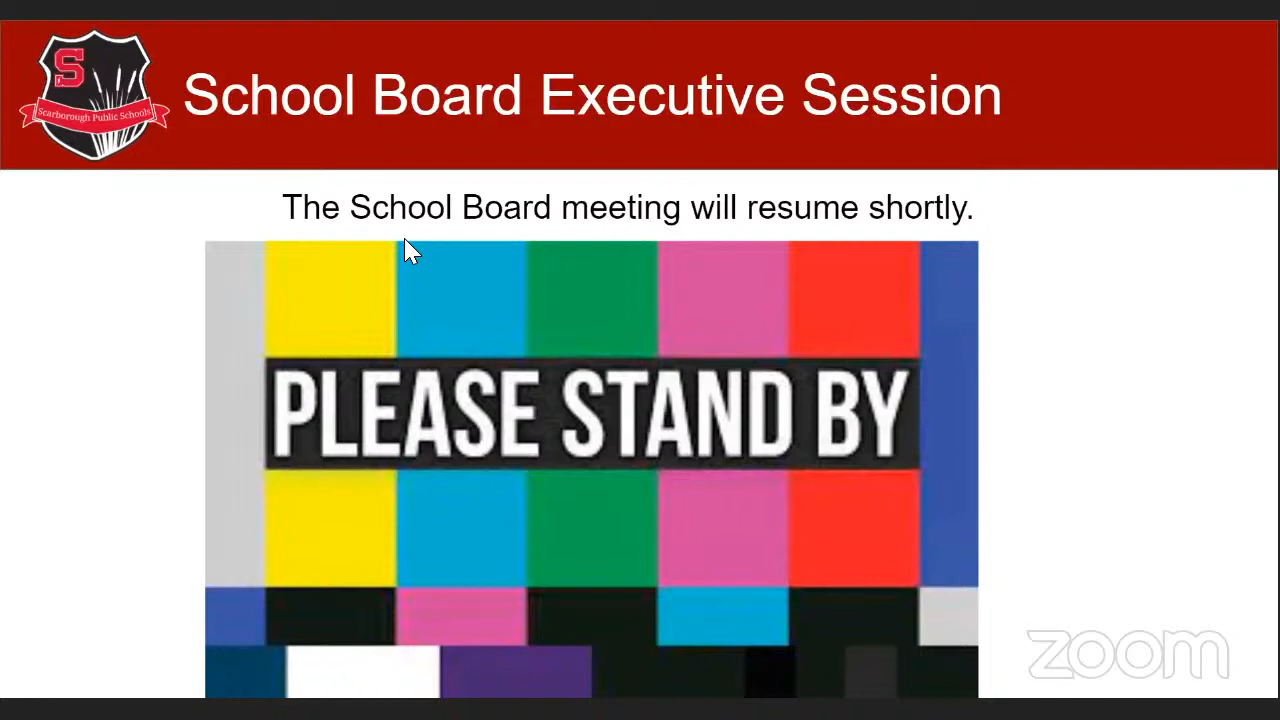 School Board Executive Session
S
Scarborough Public Schools
The School Board meeting will resume shortly.
PLEASE STAND BY
zoom